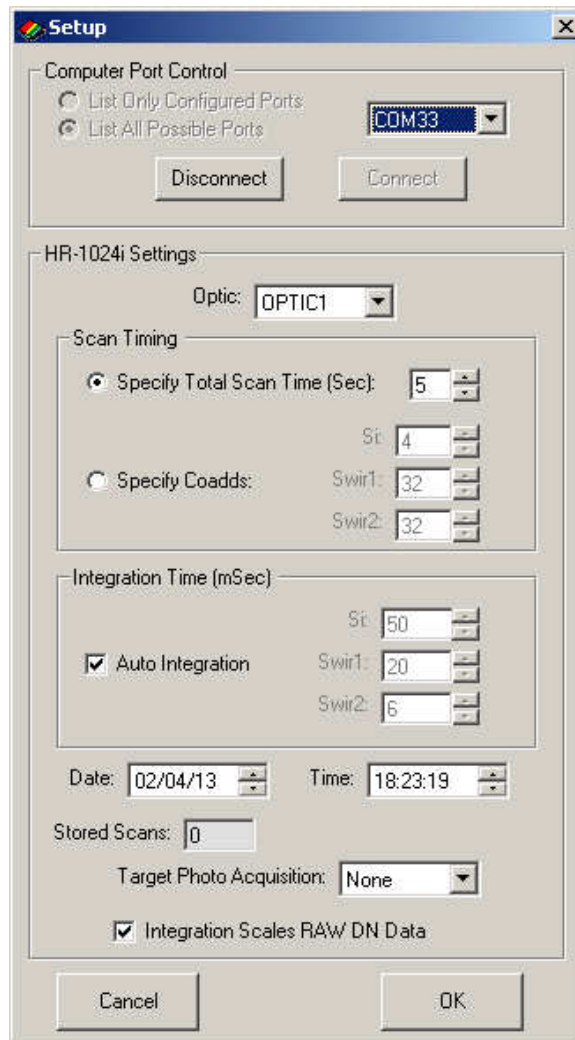 Setup
Computer Port Control
List Only Configured Ports
List All Possible Ports
COM33
Disconnect
Connect
HR-1024i Settings
Optic: OPTIC1
Scan Timing
Specify Total Scan Time (Sec): 5
Si: 4
Specify Coadds: Swir1: 32
Swir2: 32
Integration Time (mSec)
Si: 50
Auto Integration Swir1: 20
Swir2: 6
Date: 02/04/13 Time: 18:23:19
Stored Scans: 0
Target Photo Acquisition: None
Integration Scales RAW DN Data
Cancel OK